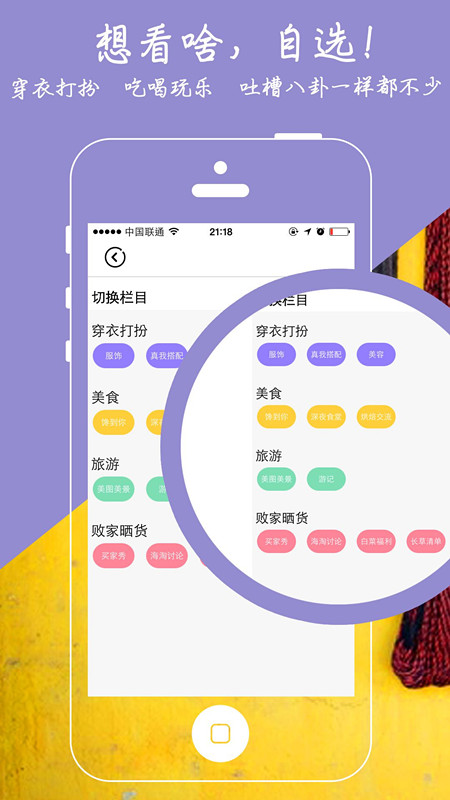 想看啥，自选！
穿衣打扮 吃喝玩乐 吐槽八卦一样都不少
中国联通 21:18
切换栏目
穿衣打扮
服饰 真我搭配
美食
馋到你 深夜
旅游
美图美景 游
败家晒货
买家秀 海淘讨论
换栏目
穿衣打扮
服饰 真我搭配 美容
美食
馋到你 深夜食堂 烘焙交流
旅游
美图美景 游记
败家晒货
买家秀 海淘讨论 白菜福利 长草清单